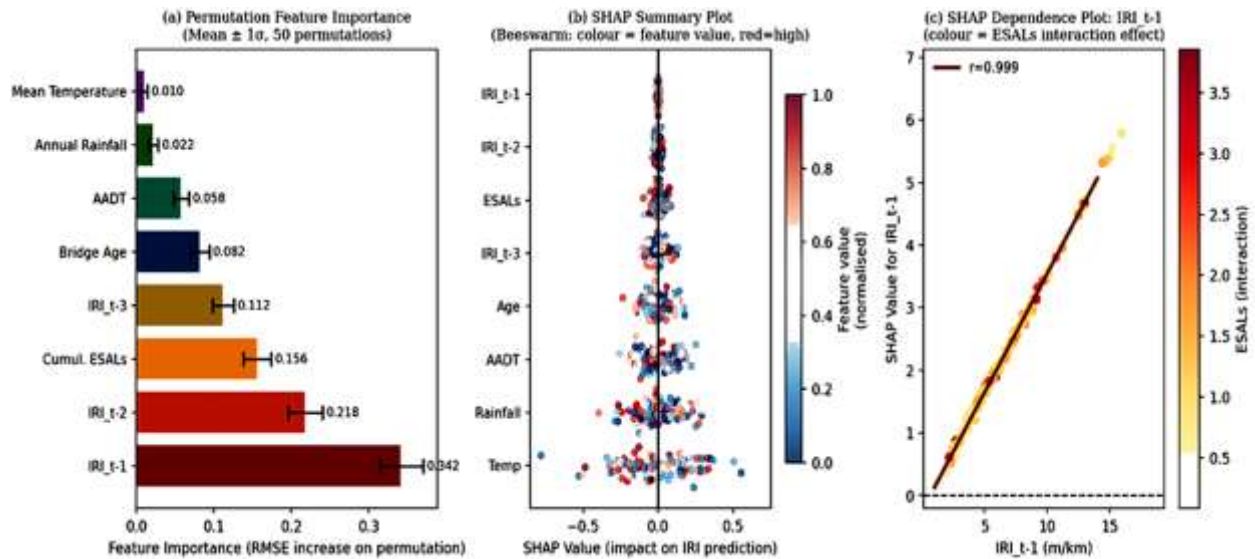 (a) Permutation Feature Importance
(Mean ± 1σ, 50 permutations)
Mean Temperature
0.010
Annual Rainfall
0.022
AADT
0.058
Bridge Age
0.082
IRI_t-3
0.112
Cumul. ESALs
0.156
IRI_t-2
0.218
IRI_t-1
0.342
0.0 0.1 0.2 0.3
Feature Importance (RMSE increase on permutation)
(b) SHAP Summary Plot
(Beeswarm: colour = feature value, red=high)
IRI_t-1
IRI_t-2
ESALs
IRI_t-3
Age
AADT
Rainfall
Temp
−0.5 0.0 0.5
SHAP Value (impact on IRI prediction)
1.0
0.8
0.6
0.4
0.2
0.0
Feature value
(normalised)
(c) SHAP Dependence Plot: IRI_t-1
(colour = ESALs interaction effect)
r=0.999
7
6
5
4
3
2
1
0
SHAP Value for IRI_t-1
5 10 15
IRI_t-1 (m/km)
3.5
3.0
2.5
2.0
1.5
1.0
0.5
ESALs (interaction)